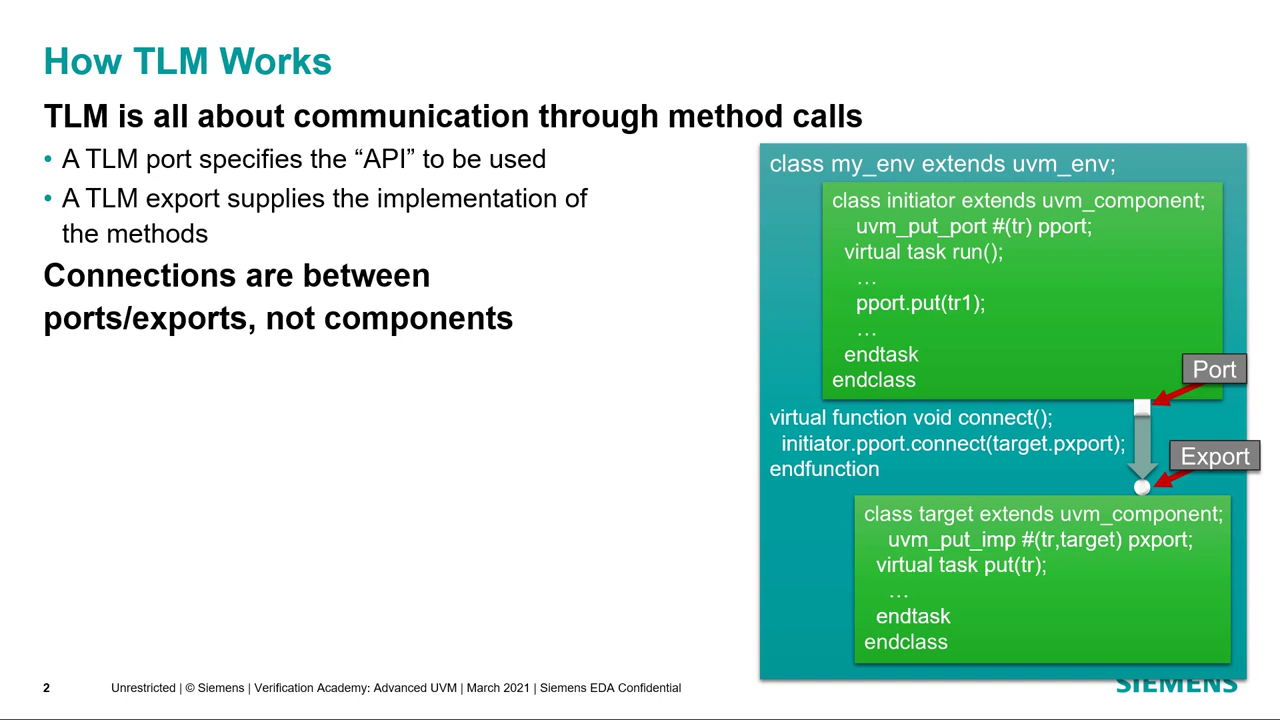 How TLM Works
TLM is all about communication through method calls
• A TLM port specifies the “API” to be used
• A TLM export supplies the implementation of
the methods
Connections are between
ports/exports, not components
class my_env extends uvm_env;
class initiator extends uvm_component;
uvm_put_port #(tr) pport;
virtual task run();
…
pport.put(tr1);
…
endtask
endclass
Port
virtual function void connect();
initiator.pport.connect(target.pxport);
endfunction
Export
class target extends uvm_component;
uvm_put_imp #(tr,target) pxport;
virtual task put(tr);
…
endtask
endclass
2 Unrestricted | © Siemens | Verification Academy: Advanced UVM | March 2021 | Siemens EDA Confidential
SIEMENS